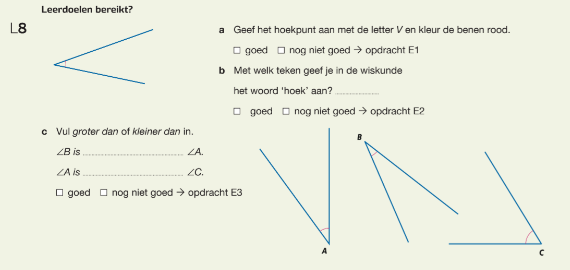 Leerdoelen bereikt?
L8
a Geef het hoekpunt aan met de letter V en kleur de benen rood.
☐ goed ☐ nog niet goed → opdracht E1
b Met welk teken geef je in de wiskunde
het woord 'hoek' aan? ............
☐ goed ☐ nog niet goed → opdracht E2
c Vul groter dan of kleiner dan in.
∠B is ............ ∠A.
∠A is ............ ∠C.
☐ goed ☐ nog niet goed → opdracht E3
B
A
C